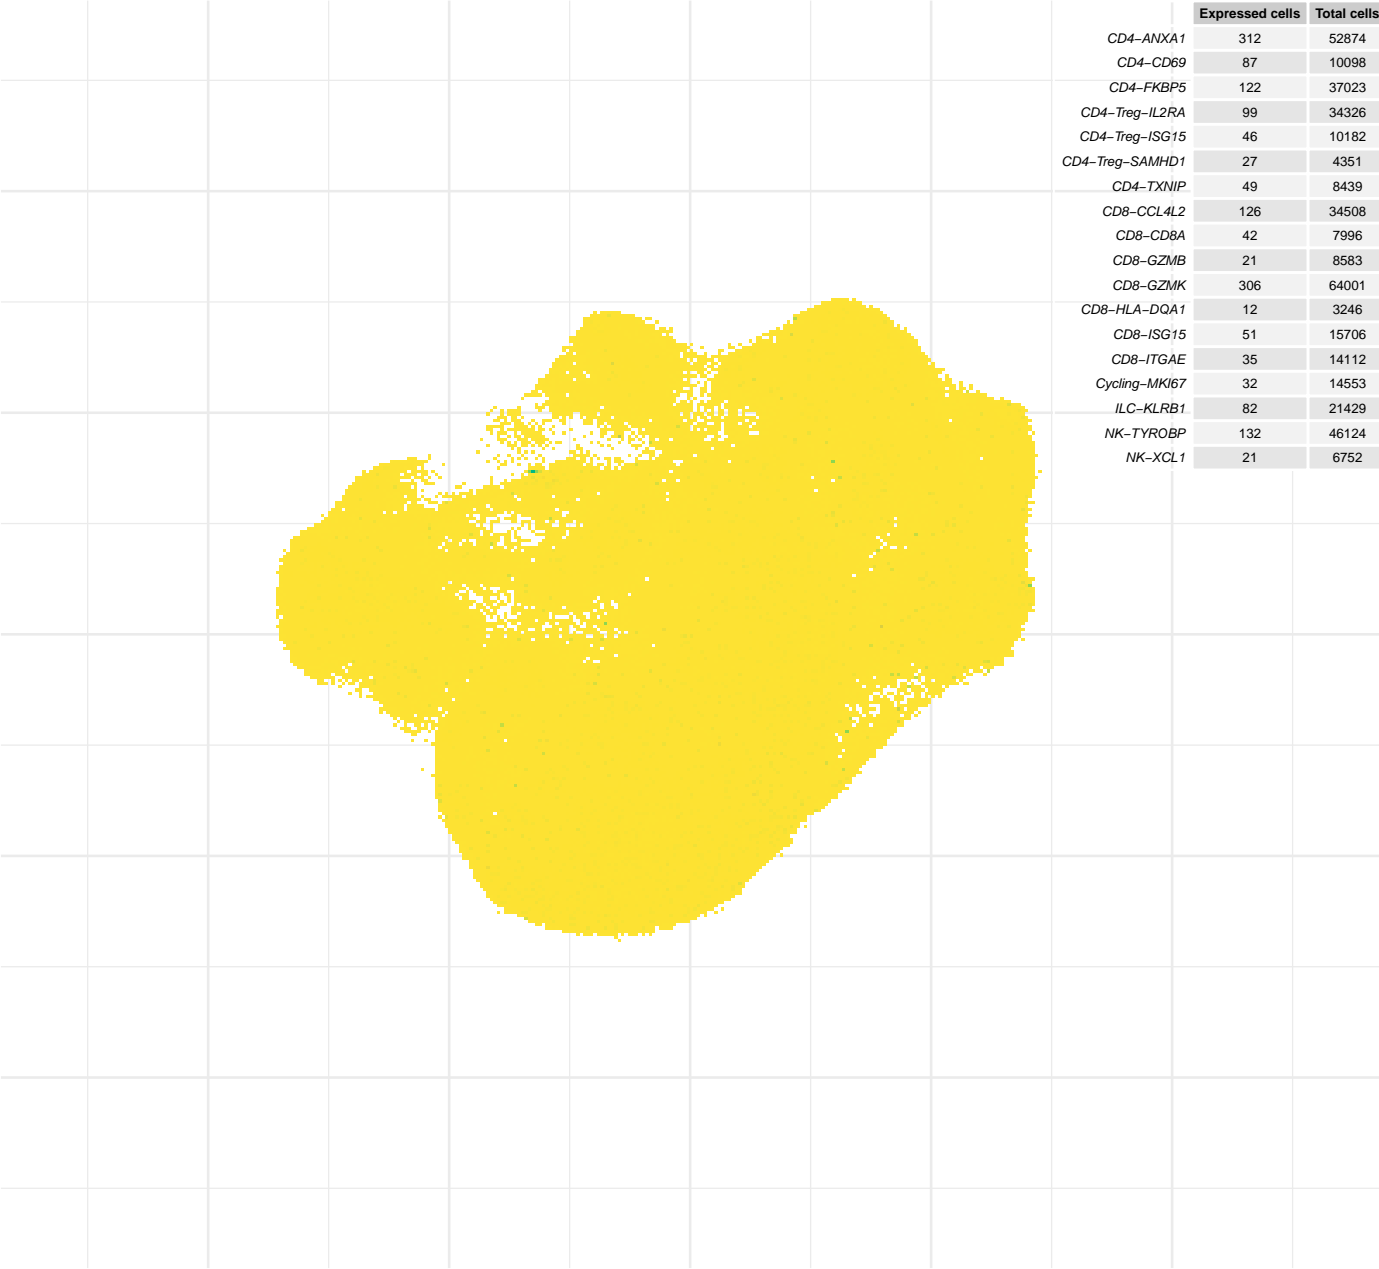 Expressed cells Total cells
CD4−ANXA1 312 52874
CD4−CD69 87 10098
CD4−FKBP5 122 37023
CD4−Treg−IL2RA 99 34326
CD4−Treg−ISG15 46 10182
CD4−Treg−SAMHD1 27 4351
CD4−TXNIP 49 8439
CD8−CCL4L2 126 34508
CD8−CD8A 42 7996
CD8−GZMB 21 8583
CD8−GZMK 306 64001
CD8−HLA−DQA1 12 3246
CD8−ISG15 51 15706
CD8−ITGAE 35 14112
Cycling−MKI67 32 14553
ILC−KLRB1 82 21429
NK−TYROBP 132 46124
NK−XCL1 21 6752